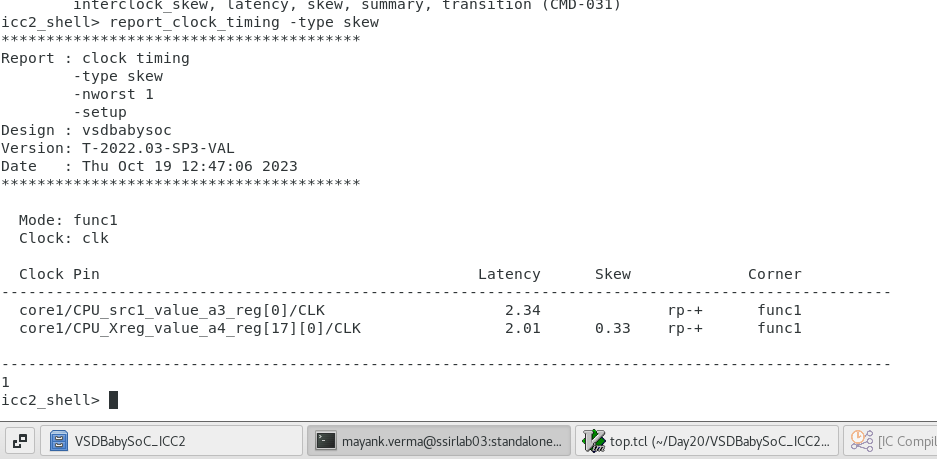 interclock_skew, latency, skew, summary, transition (CMD-031)
icc2_shell> report_clock_timing -type skew
****************************************
Report : clock timing
        -type skew
        -nworst 1
        -setup
Design : vsdbabysoc
Version: T-2022.03-SP3-VAL
Date   : Thu Oct 19 12:47:06 2023
****************************************
  Mode: func1
  Clock: clk
  Clock Pin                                          Latency      Skew             Corner
---------------------------------------------------------------------------------------------------
  core1/CPU_src1_value_a3_reg[0]/CLK                    2.34              rp-+      func1
  core1/CPU_Xreg_value_a4_reg[17][0]/CLK                2.01      0.33    rp-+      func1
---------------------------------------------------------------------------------------------------
1
icc2_shell>
VSDBabySoC_ICC2
mayank.verma@ssirlab03:standalone...
top.tcl (~/Day20/VSDBabySoC_ICC2...
[IC Compil